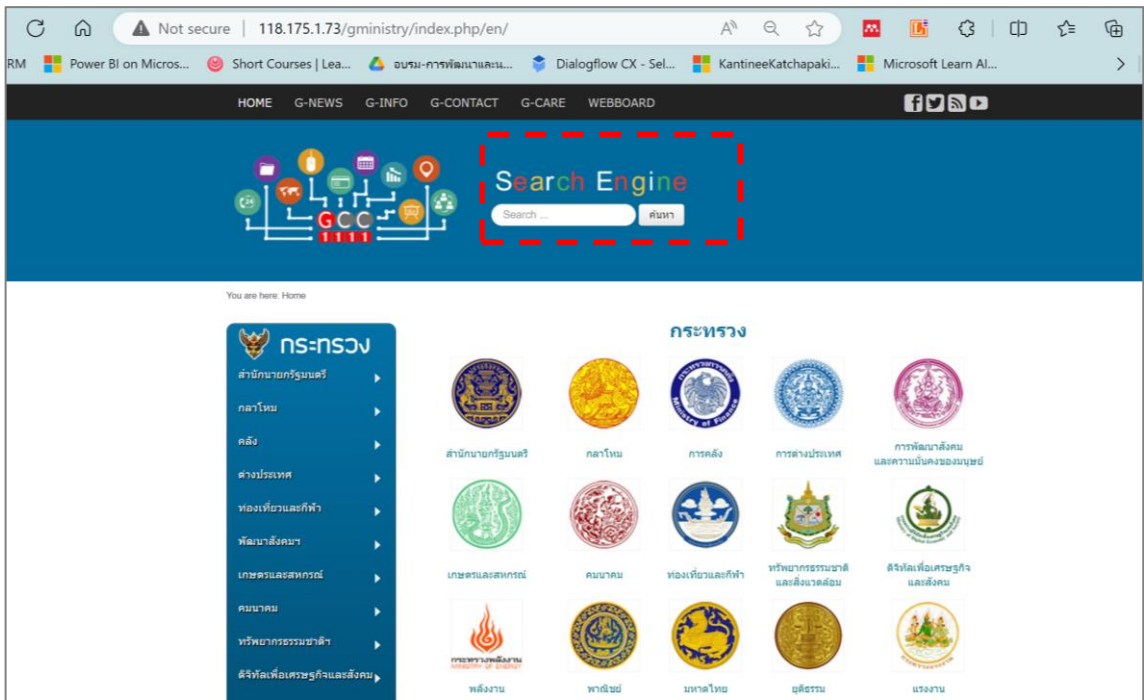 Not secure | 118.175.1.73/gministry/index.php/en/
RM Power BI on Micros... Short Courses | Lea... อบรม-การพัฒนาและน... Dialogflow CX - Sel... KantineeKatchapaki... Microsoft Learn AI...
HOME G-NEWS G-INFO G-CONTACT G-CARE WEBBOARD
Search Engine
Search ... ค้นหา
GCC
1111
You are here: Home
กระทรวง
สำนักนายกรัฐมนตรี
กลาโหม
คลัง
ต่างประเทศ
ท่องเที่ยวและกีฬา
พัฒนาสังคมฯ
เกษตรและสหกรณ์
คมนาคม
ทรัพยากรธรรมชาติฯ
ดิจิทัลเพื่อเศรษฐกิจและสังคม
กระทรวง
สำนักนายกรัฐมนตรี กลาโหม การคลัง การต่างประเทศ การพัฒนาสังคม
และความมั่นคงของมนุษย์
เกษตรและสหกรณ์ คมนาคม ท่องเที่ยวและกีฬา ทรัพยากรธรรมชาติ ดิจิทัลเพื่อเศรษฐกิจ
และสิ่งแวดล้อม และสังคม
กระทรวงพลังงาน
MINISTRY OF ENERGY
พลังงาน พาณิชย์ มหาดไทย ยุติธรรม แรงงาน